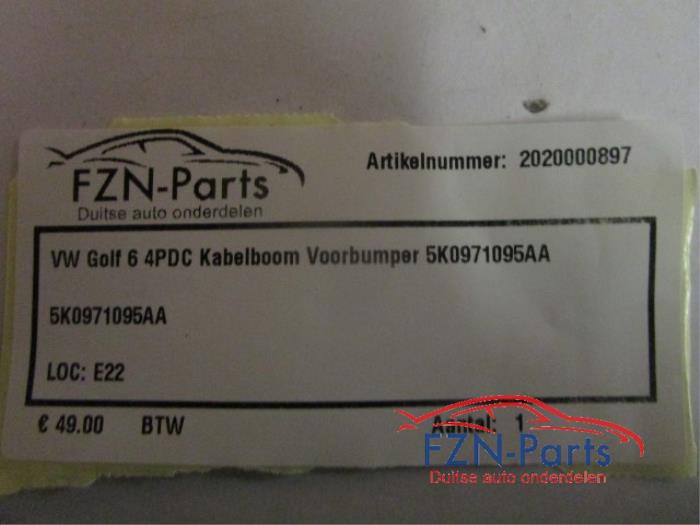 FZN-Parts
Duitse auto onderdelen
Artikelnummer: 2020000897
VW Golf 6 4PDC Kabelboom Voorbumper 5K0971095AA
5K0971095AA
LOC: E22
€ 49.00 BTW Aantal: 1
FZN-Parts
Duitse auto onderdelen